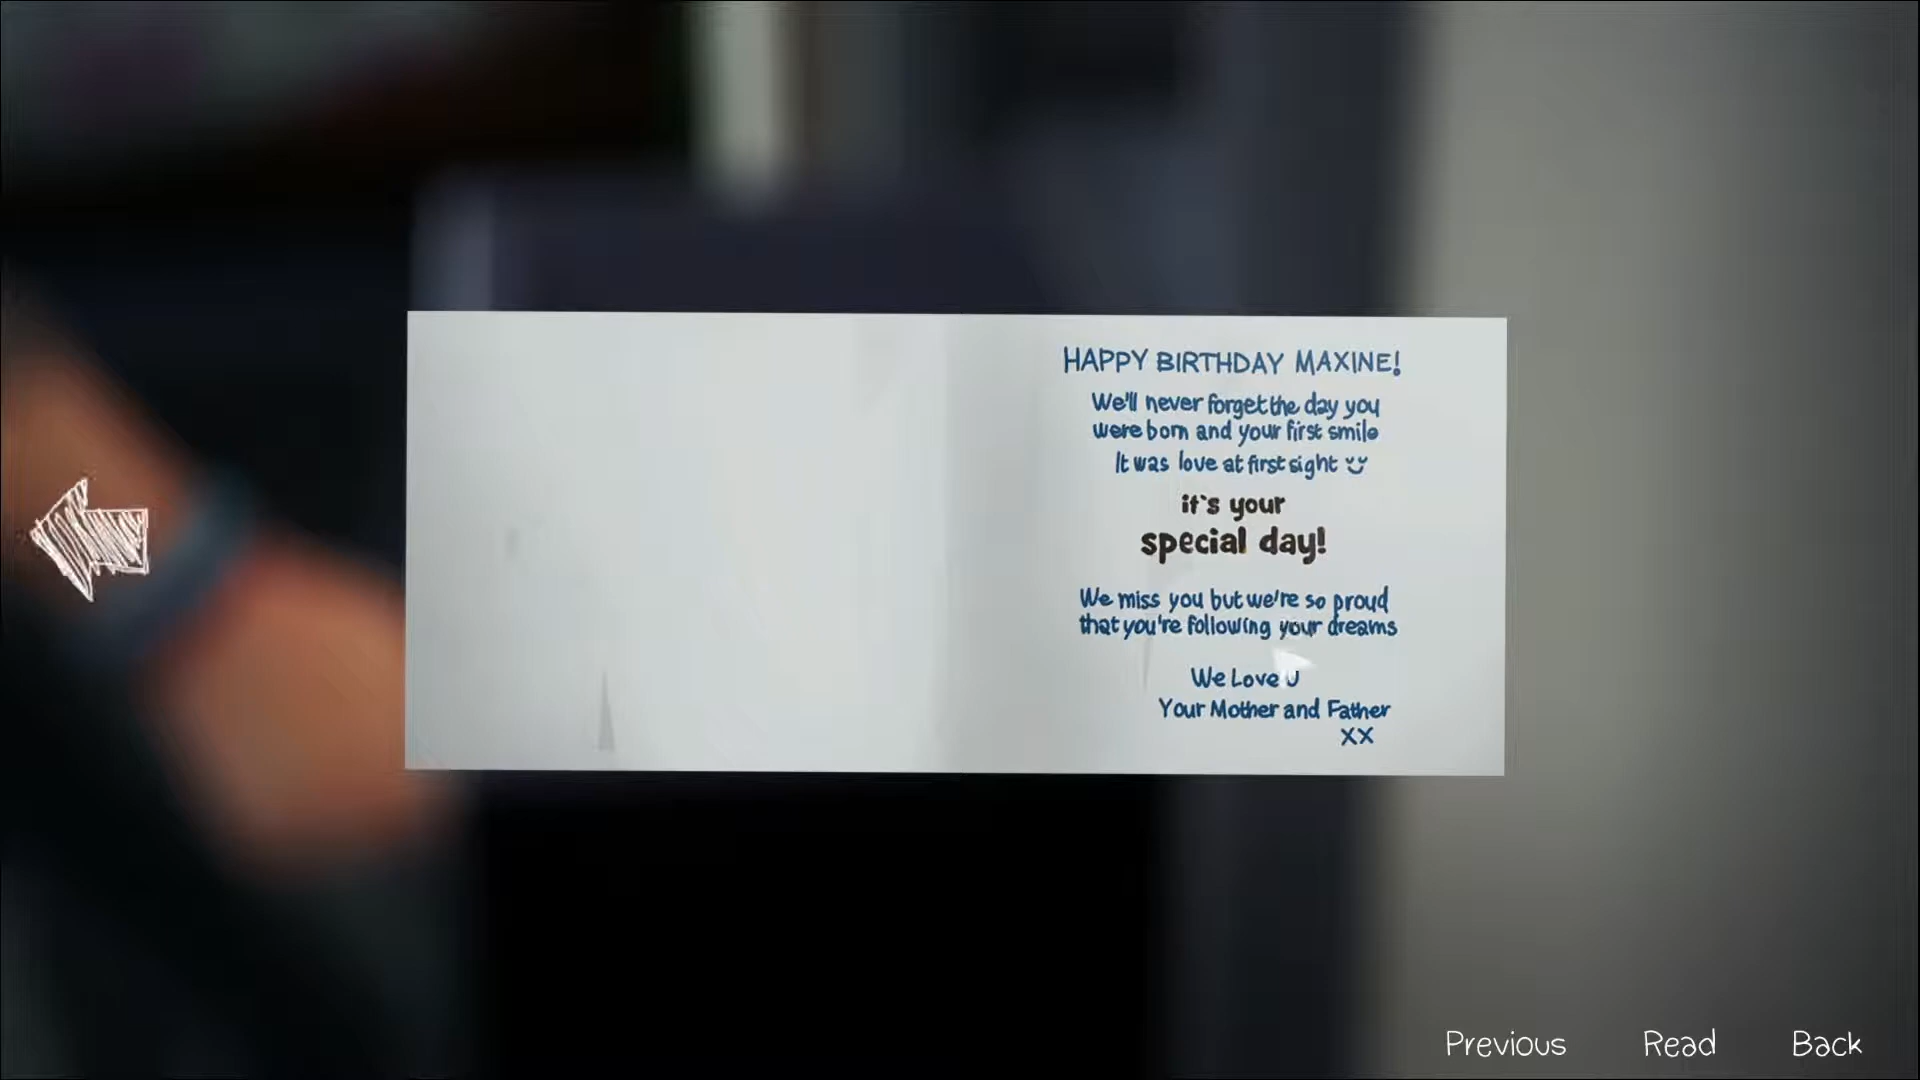 HAPPY BIRTHDAY MAXINE!
We'll never forget the day you
were born and your first smile
It was love at first sight
it's your
special day!
We miss you but we're so proud
that you're following your dreams
We Love U
Your Mother and Father
XX
Previous Read Back